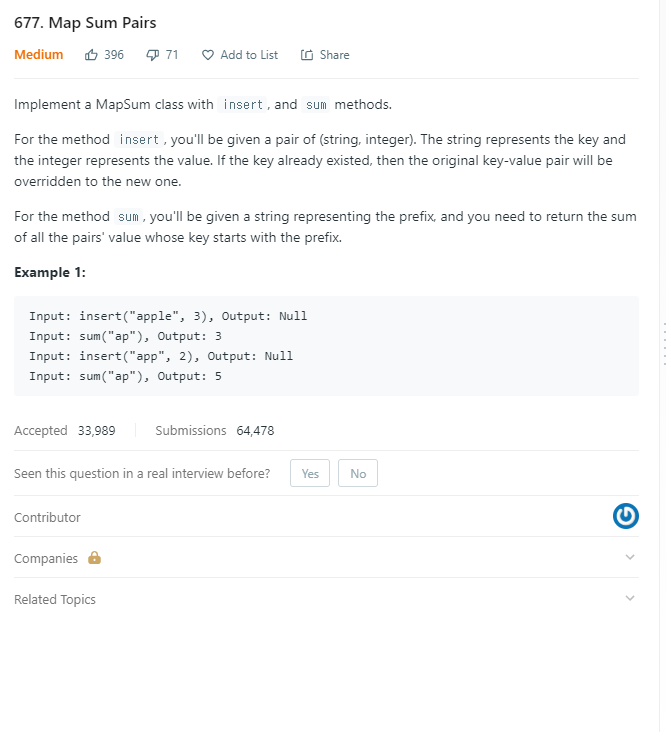 677. Map Sum Pairs
Medium 396 71 Add to List Share
Implement a MapSum class with insert, and sum methods.
For the method insert, you'll be given a pair of (string, integer). The string represents the key and
the integer represents the value. If the key already existed, then the original key-value pair will be
overridden to the new one.
For the method sum, you'll be given a string representing the prefix, and you need to return the sum
of all the pairs' value whose key starts with the prefix.
Example 1:
Input: insert("apple", 3), Output: Null
Input: sum("ap"), Output: 3
Input: insert("app", 2), Output: Null
Input: sum("ap"), Output: 5
Accepted 33,989 Submissions 64,478
Seen this question in a real interview before? Yes No
Contributor
Companies
Related Topics